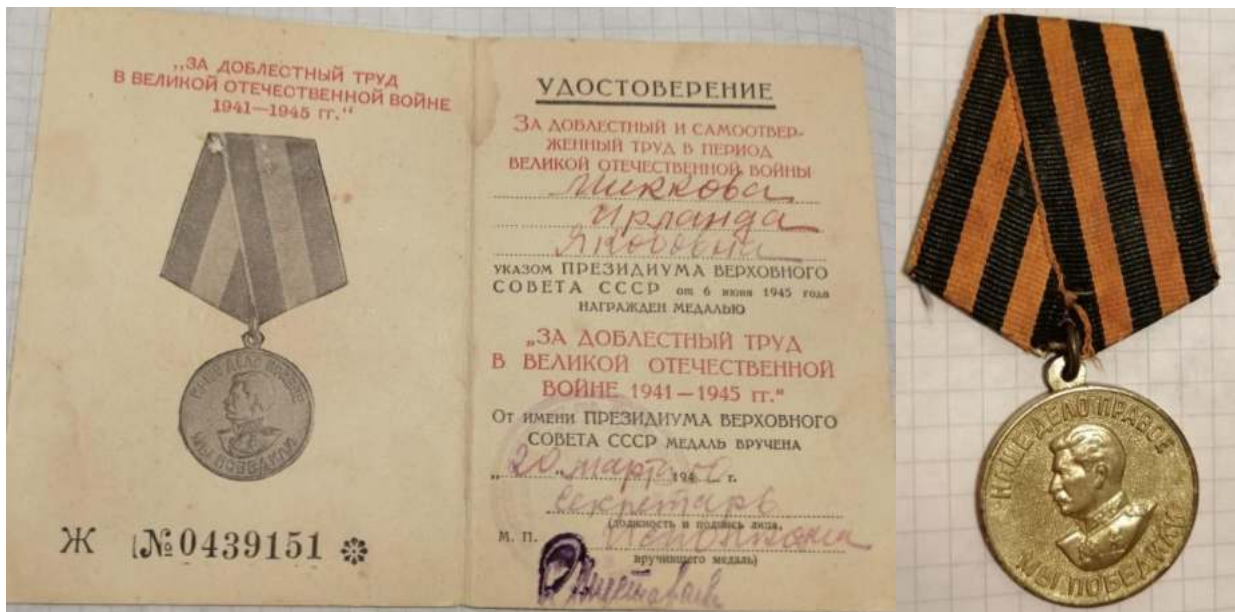 „ЗА ДОБЛЕСТНЫЙ ТРУД
В ВЕЛИКОЙ ОТЕЧЕСТВЕННОЙ ВОЙНЕ
1941—1945 гг.“
НАШЕ ДЕЛО ПРАВОЕ
МЫ ПОБЕДИЛИ
Ж №0439151
УДОСТОВЕРЕНИЕ
ЗА ДОБЛЕСТНЫЙ И САМООТВЕР-
ЖЕННЫЙ ТРУД В ПЕРИОД
ВЕЛИКОЙ ОТЕЧЕСТВЕННОЙ ВОЙНЫ
Миккова
Ирланда
УКАЗОМ ПРЕЗИДИУМА ВЕРХОВНОГО
СОВЕТА СССР от 6 июня 1945 года
НАГРАЖДЕН МЕДАЛЬЮ
„ЗА ДОБЛЕСТНЫЙ ТРУД
В ВЕЛИКОЙ ОТЕЧЕСТВЕННОЙ
ВОЙНЕ 1941—1945 гг.“
ОТ ИМЕНИ ПРЕЗИДИУМА ВЕРХОВНОГО
СОВЕТА СССР МЕДАЛЬ ВРУЧЕНА
„20“ марта 194 г.
Секретарь
(должность и подпись лица,
М. П. Исполкома
вручившего медаль)
НАШЕ ДЕЛО ПРАВОЕ
МЫ ПОБЕДИЛИ